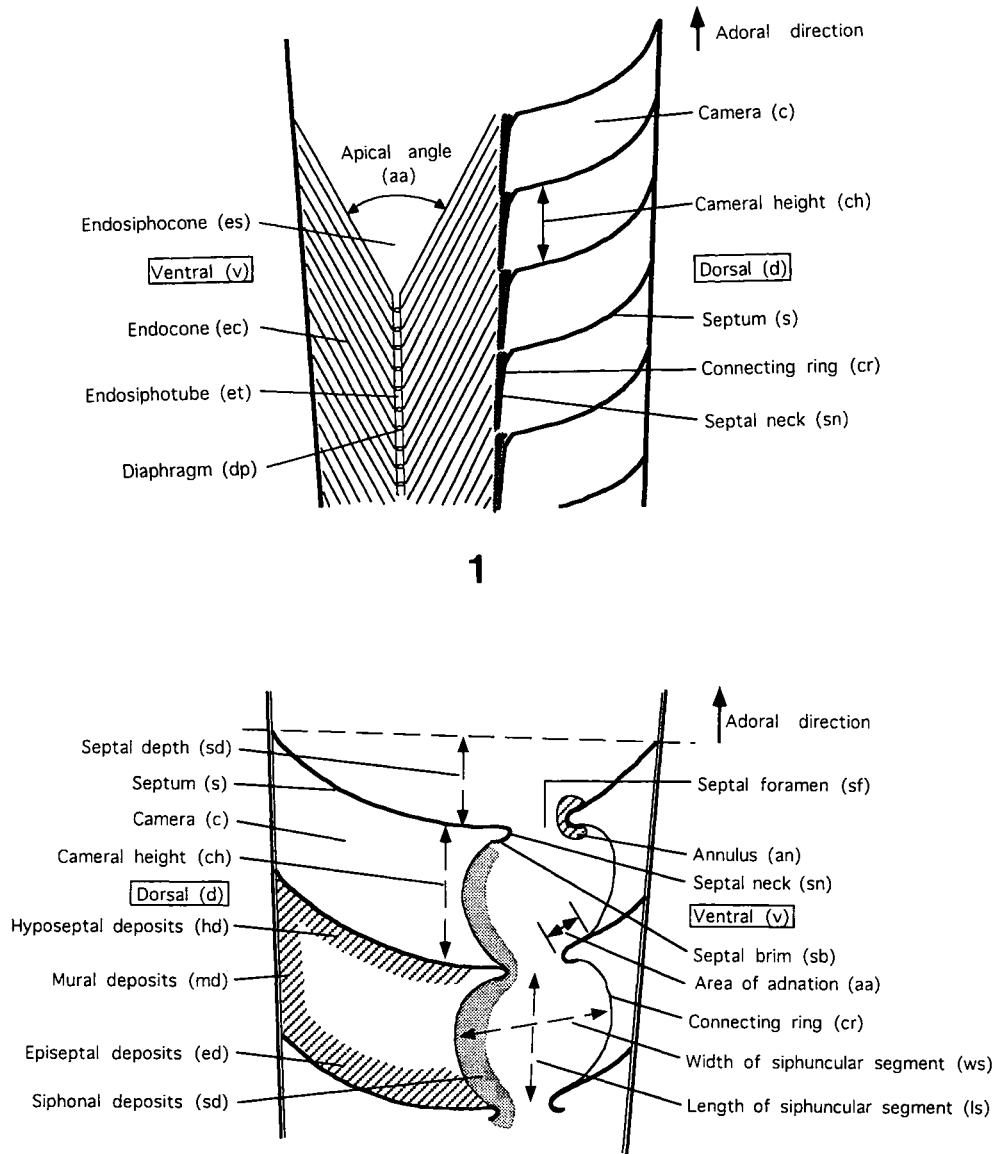 Adoral direction
Camera (c)
Apical angle
(aa)
Cameral height (ch)
Endosiphocone (es)
Ventral (v)
Dorsal (d)
Endocone (ec)
Septum (s)
Connecting ring (cr)
Endosiphotube (et)
Septal neck (sn)
Diaphragm (dp)
1
Adoral direction
Septal depth (sd)
Septum (s)
Septal foramen (sf)
Camera (c)
Annulus (an)
Cameral height (ch)
Septal neck (sn)
Dorsal (d)
Ventral (v)
Hyposeptal deposits (hd)
Septal brim (sb)
Mural deposits (md)
Area of adnation (aa)
Connecting ring (cr)
Episeptal deposits (ed)
Width of siphuncular segment (ws)
Siphonal deposits (sd)
Length of siphuncular segment (ls)